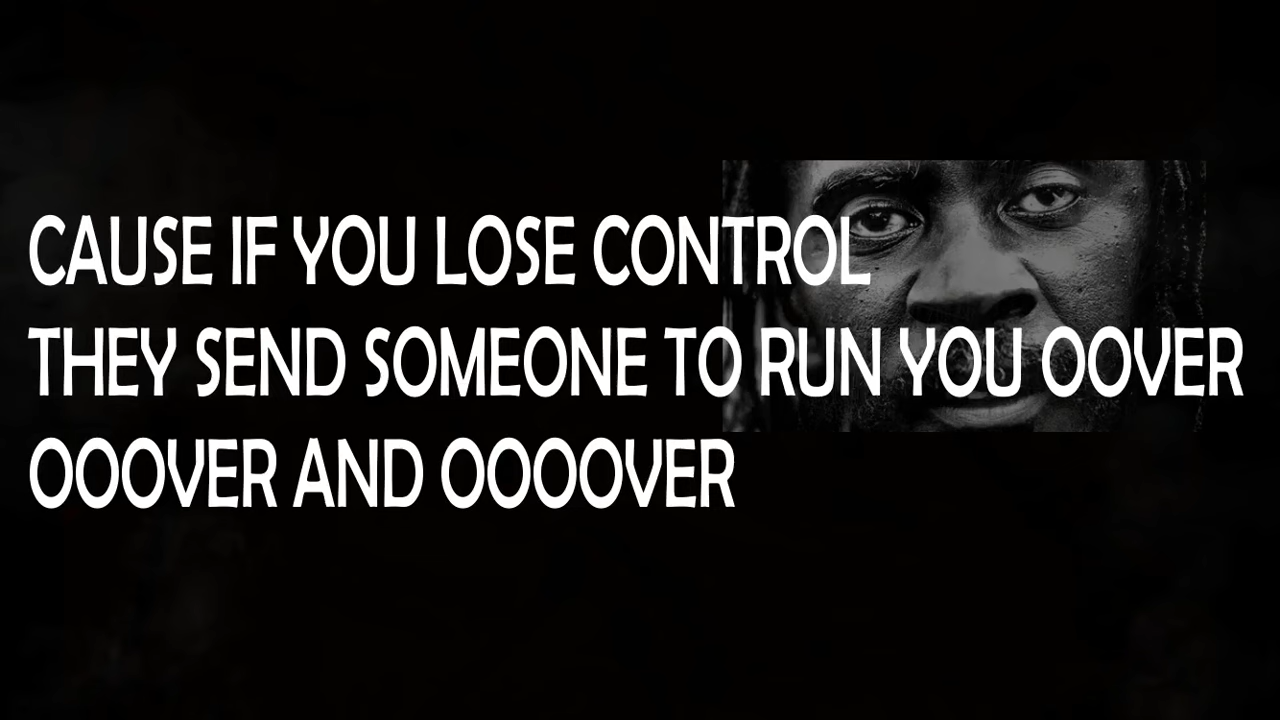 CAUSE IF YOU LOSE CONTROL
THEY SEND SOMEONE TO RUN YOU OOVER
OOOVER AND OOOOVER